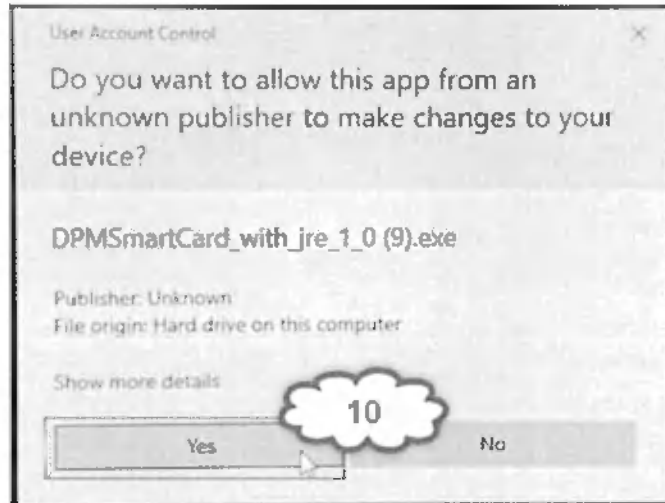 User Account Control
Do you want to allow this app from an
unknown publisher to make changes to your
device?
DPMSmartCard_with_jre_1_0 (9).exe
Publisher: Unknown
File origin: Hard drive on this computer
Show more details
10
Yes
No